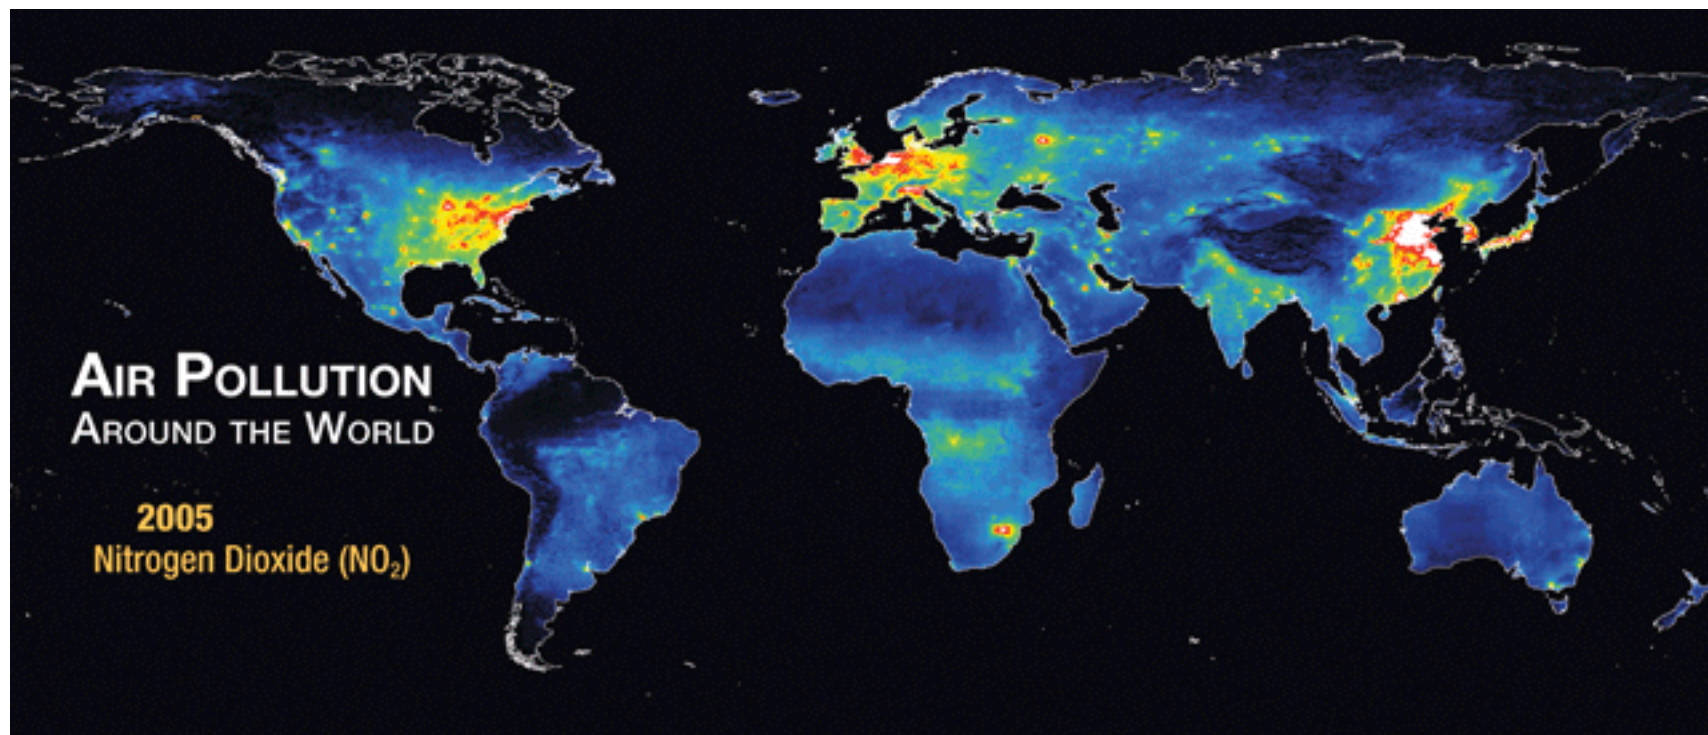 AIR POLLUTION
AROUND THE WORLD
2005
Nitrogen Dioxide (NO₂)